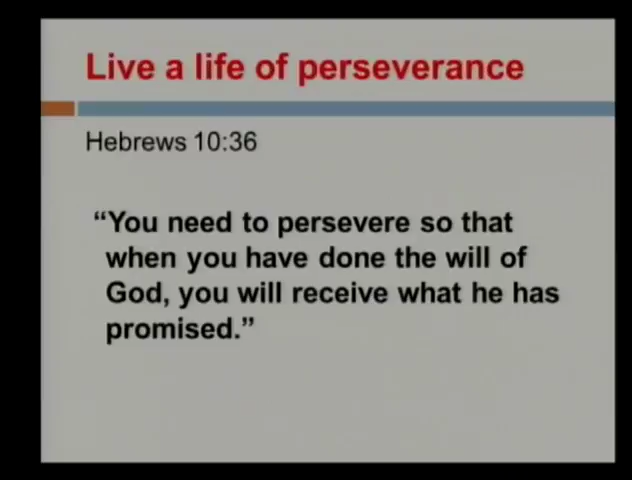 Live a life of perseverance
Hebrews 10:36
“You need to persevere so that
when you have done the will of
God, you will receive what he has
promised.”